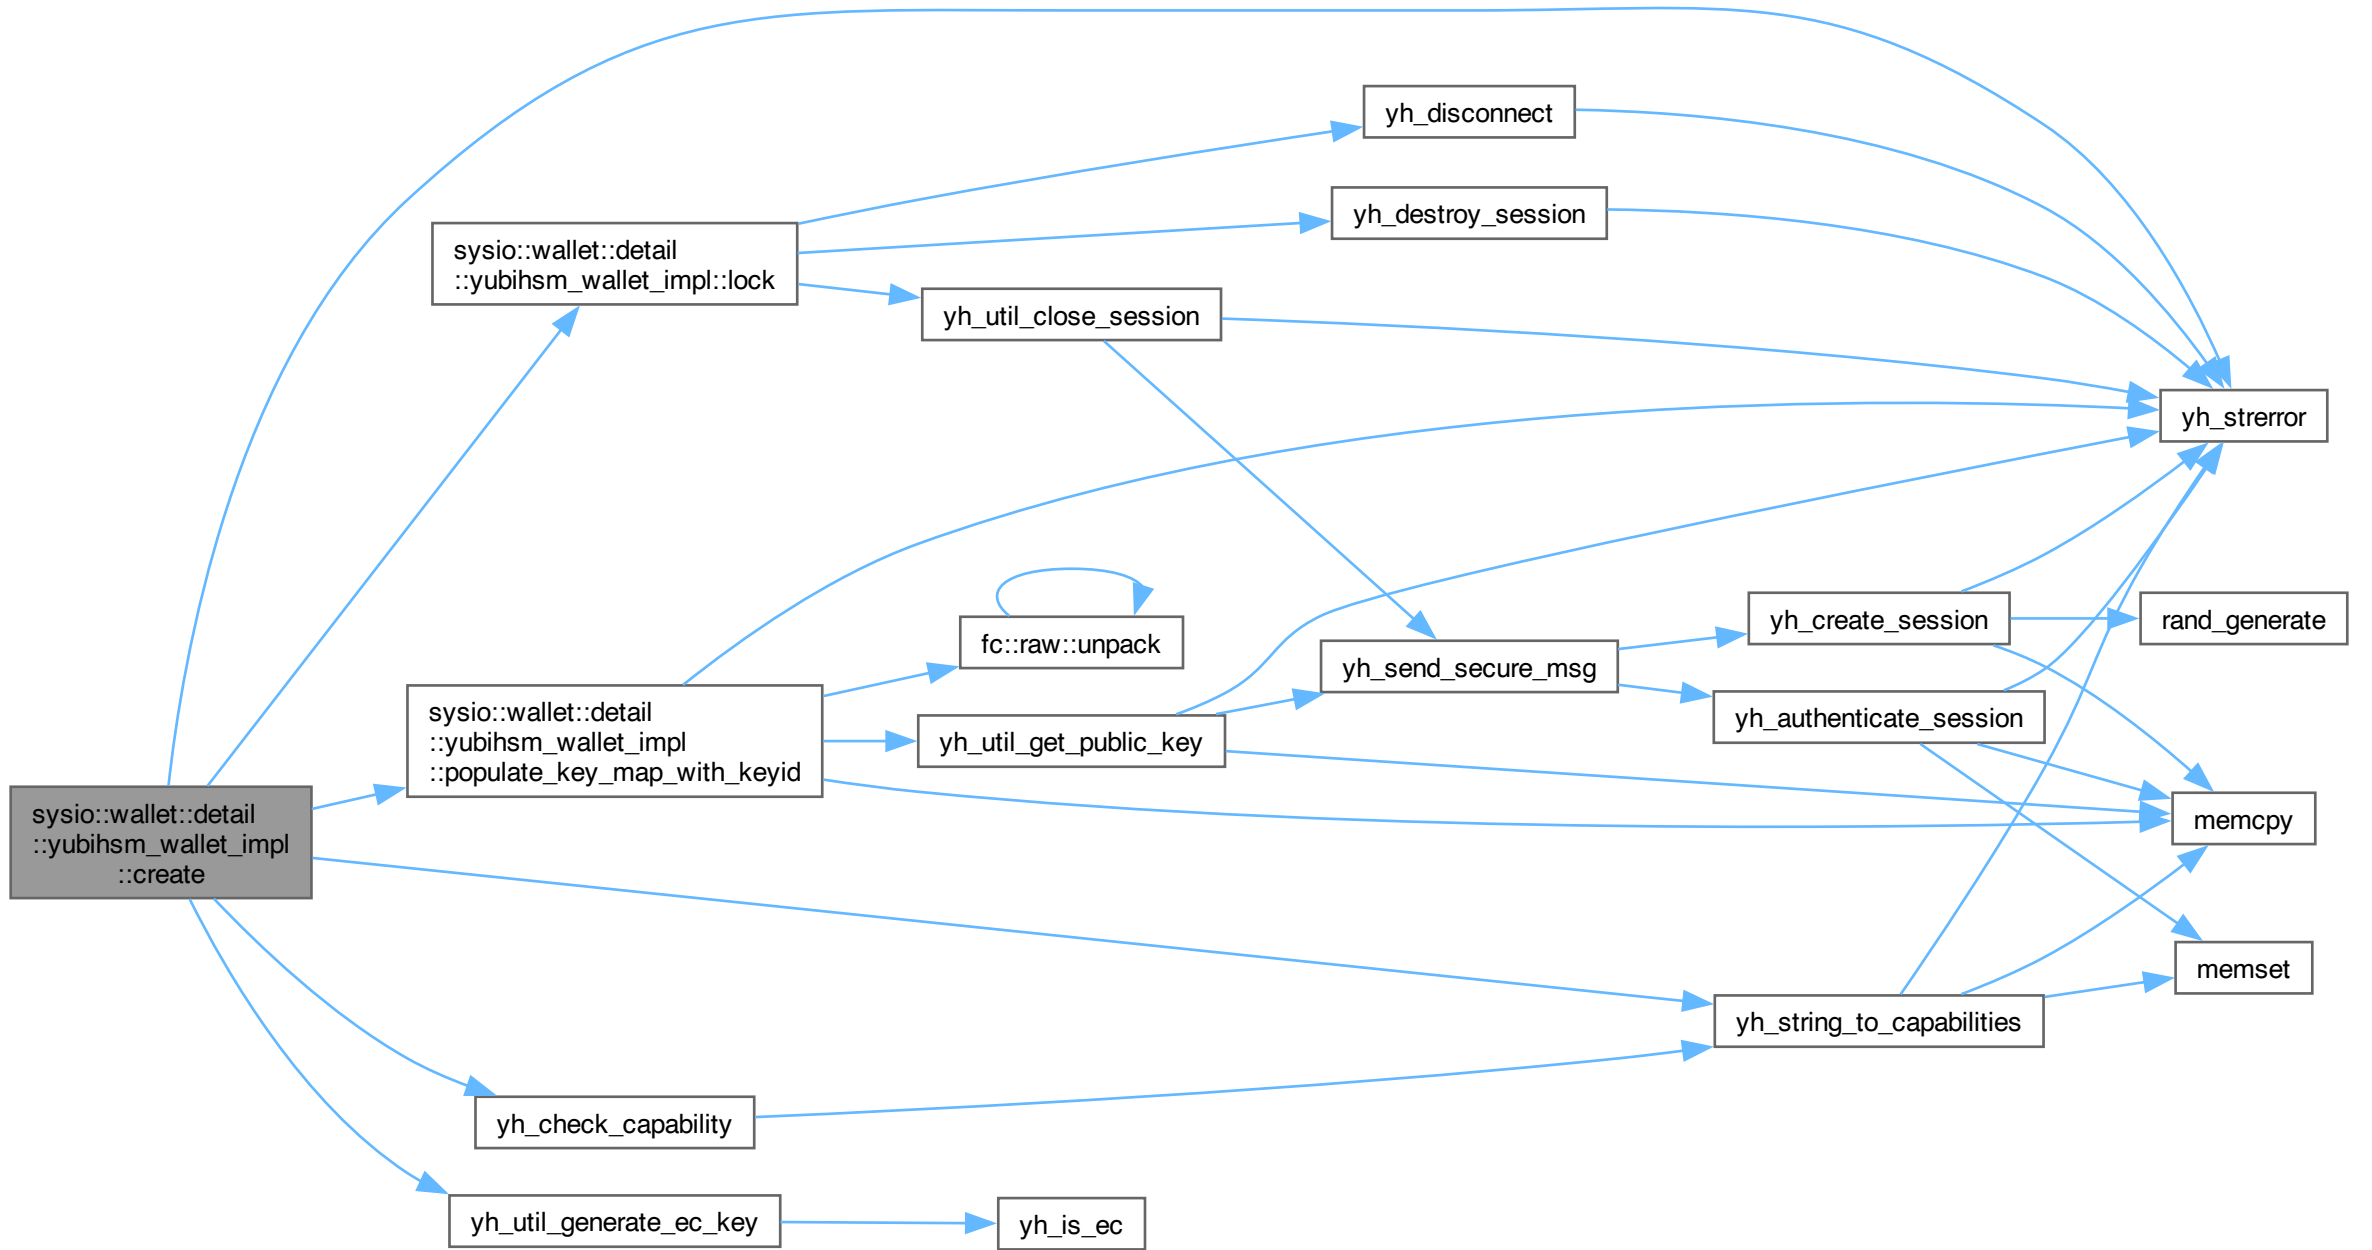 yh_disconnect
yh_destroy_session
sysio::wallet::detail
::yubihsm_wallet_impl::lock
yh_util_close_session
yh_strerror
fc::raw::unpack
yh_create_session
rand_generate
yh_send_secure_msg
sysio::wallet::detail
::yubihsm_wallet_impl
::populate_key_map_with_keyid
yh_util_get_public_key
yh_authenticate_session
sysio::wallet::detail
::yubihsm_wallet_impl
::create
memcpy
memset
yh_string_to_capabilities
yh_check_capability
yh_util_generate_ec_key
yh_is_ec